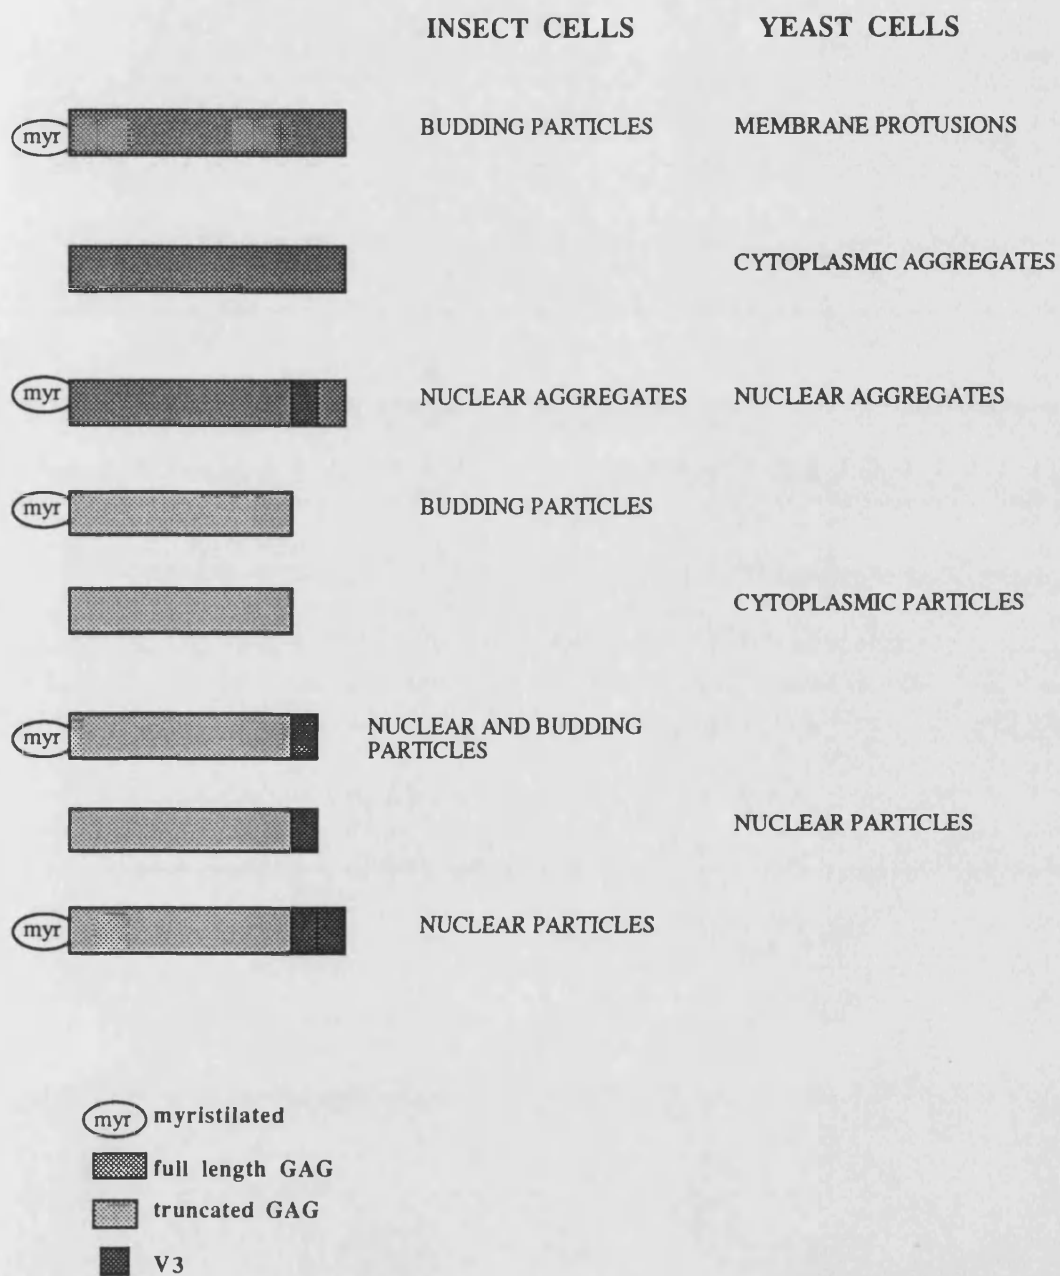 INSECT CELLS YEAST CELLS
myr BUDDING PARTICLES MEMBRANE PROTUSIONS
CYTOPLASMIC AGGREGATES
myr NUCLEAR AGGREGATES NUCLEAR AGGREGATES
myr BUDDING PARTICLES
CYTOPLASMIC PARTICLES
myr NUCLEAR AND BUDDING
PARTICLES
NUCLEAR PARTICLES
myr NUCLEAR PARTICLES
myr myristilated
full length GAG
truncated GAG
V3